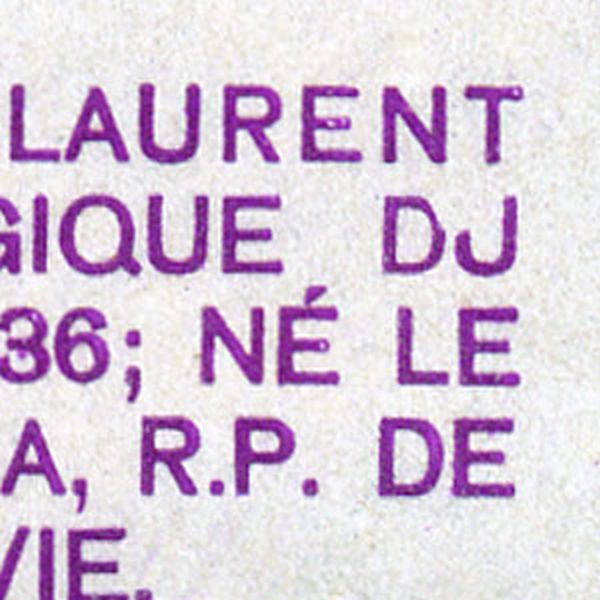 LAURENT
GIQUE DJ
36; NÉ LE
A, R.P. DE
VIE.